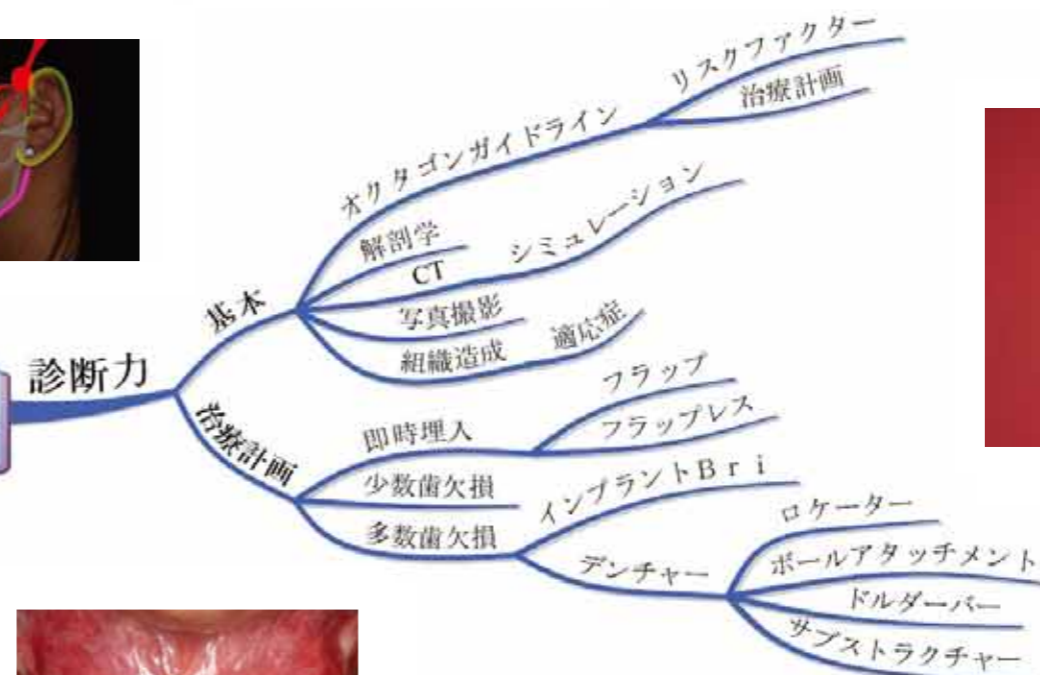 診断力
基本
オクタゴンガイドライン
リスクファクター
治療計画
解剖学
CT
シミュレーション
写真撮影
組織造成
適応症
治療計画
即時埋入
フラップ
フラップレス
少数歯欠損
多数歯欠損
インプラントBri
デンチャー
ロケーター
ボールアタッチメント
ドルダーバー
サブストラクチャー